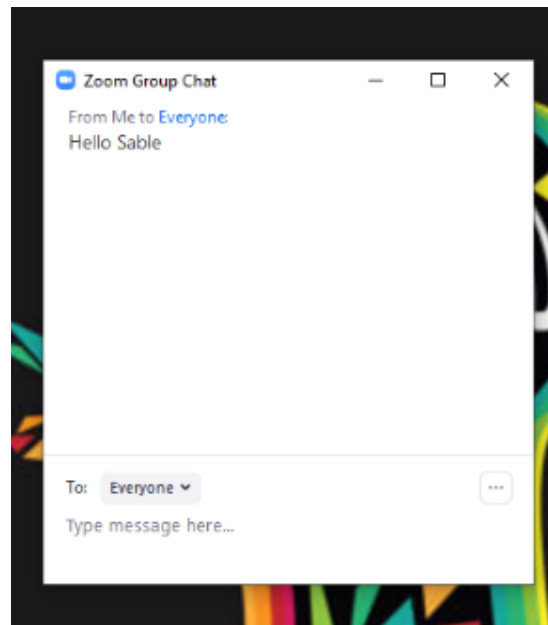 Zoom Group Chat
From Me to Everyone:
Hello Sable
To: Everyone
Type message here...